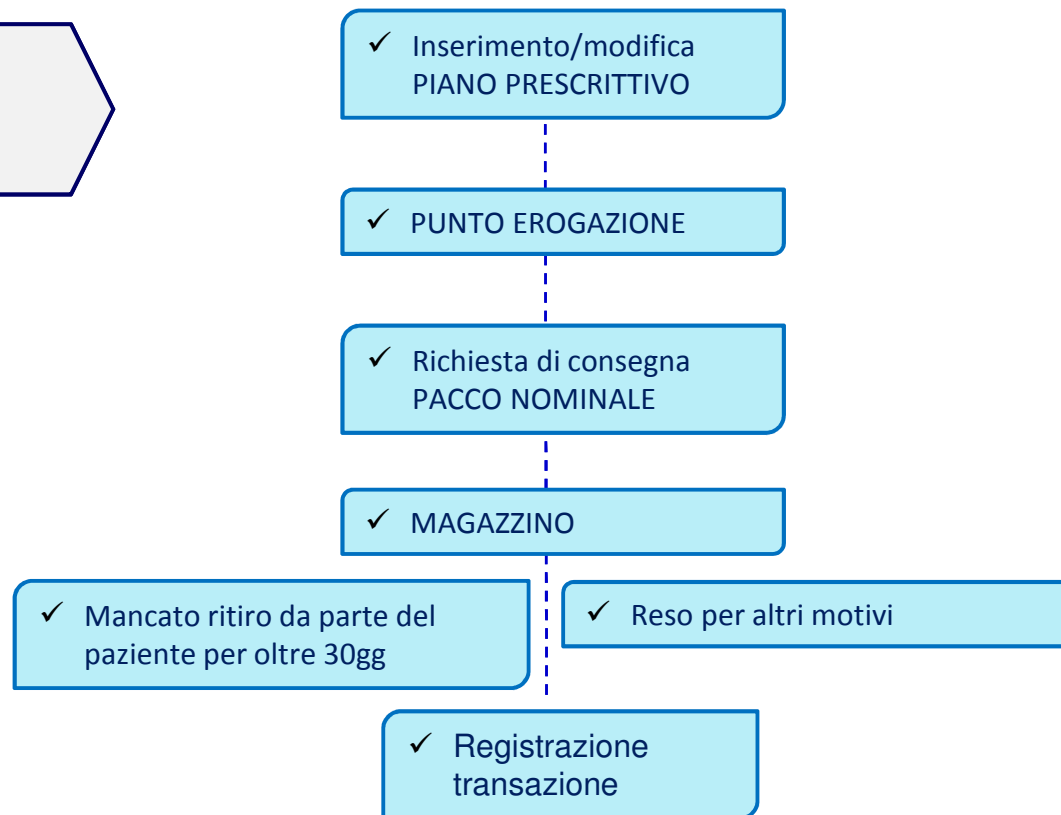 ✓ Inserimento/modifica
PIANO PRESCRITTIVO
✓ PUNTO EROGAZIONE
✓ Richiesta di consegna
PACCO NOMINALE
✓ MAGAZZINO
✓ Mancato ritiro da parte del
paziente per oltre 30gg
✓ Reso per altri motivi
✓ Registrazione
transazione